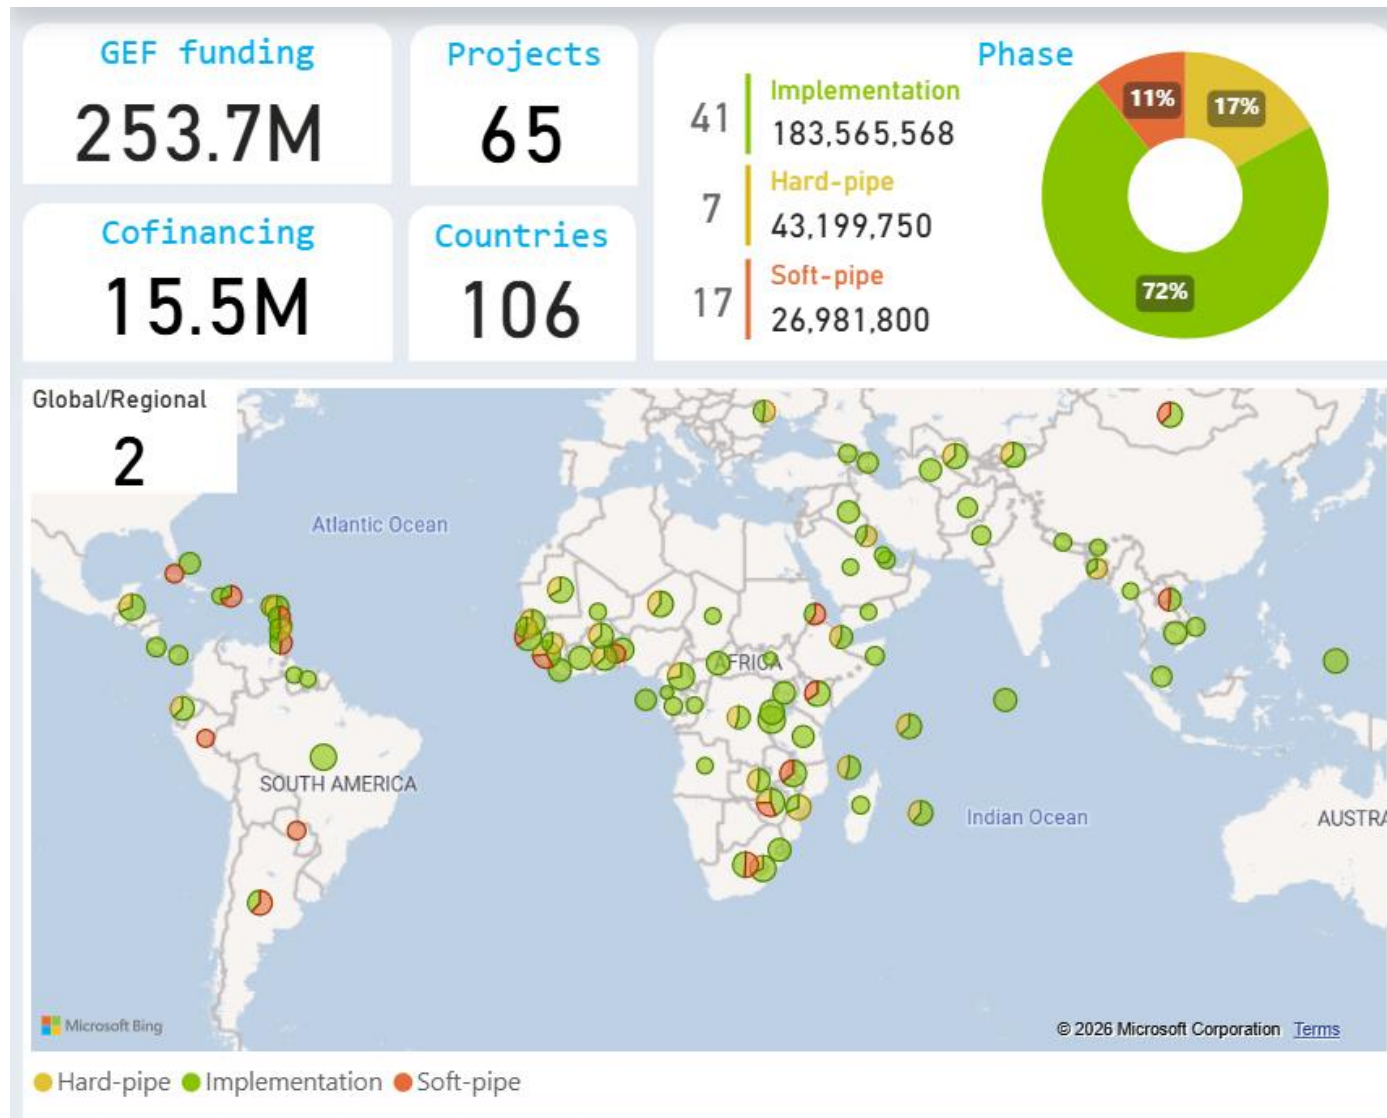 GEF funding
253.7M
Projects
65
Cofinancing
15.5M
Countries
106
Phase
41
Implementation
183,565,568
7
Hard-pipe
43,199,750
17
Soft-pipe
26,981,800
11%
17%
72%
Global/Regional
2
Atlantic Ocean
AFRICA
SOUTH AMERICA
Indian Ocean
AUSTRA
Microsoft Bing
© 2026 Microsoft Corporation Terms
Hard-pipe Implementation Soft-pipe